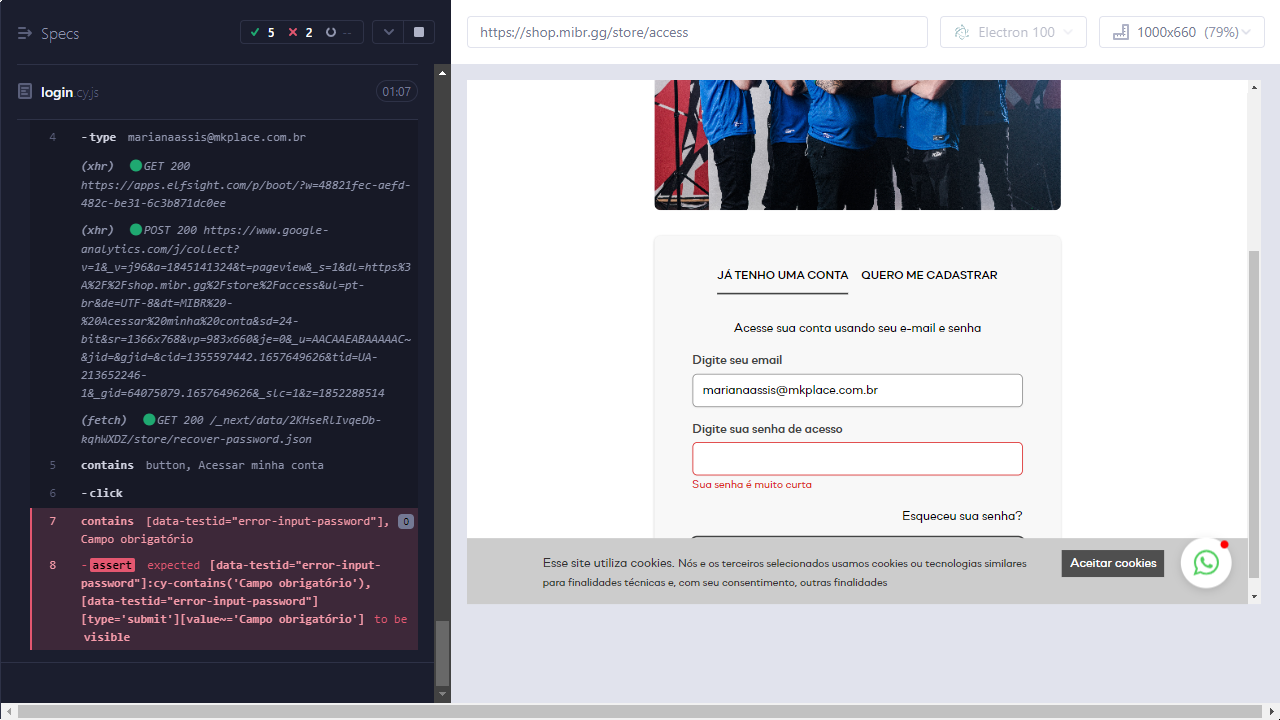 Specs
5
2
--
https://shop.mibr.gg/store/access
Electron 100
1000x660 (79%)
login.cy.js
01:07
4 -type marianaassis@mkplace.com.br
(xhr) GET 200
https://apps.elfsight.com/p/boot/?w=48821fec-aefd-
482c-be31-6c3b871dc0ee
(xhr) POST 200 https://www.google-
analytics.com/j/collect?
v=1&_v=j96&a=1845141324&t=pageview&_s=1&dl=https%3
A%2F%2Fshop.mibr.gg%2Fstore%2Faccess&ul=pt-
br&de=UTF-8&dt=MIBR%20-
%20Acessar%20minha%20conta&sd=24-
bit&sr=1366x768&vp=983x660&je=0&_u=AACAAEABAAAAAC~
&jid=&gjid=&cid=1355597442.1657649626&tid=UA-
213652246-
1&_gid=64075079.1657649626&_slc=1&z=1852288514
(fetch) GET 200 /_next/data/2KHseRlIvqeDb-
kqhWXDZ/store/recover-password.json
5 contains button, Acessar minha conta
6 -click
7 contains [data-testid="error-input-password"], 0
Campo obrigatório
8 -assert expected [data-testid="error-input-
password"]:cy-contains('Campo obrigatório'),
[data-testid="error-input-password"]
[type='submit'][value~='Campo obrigatório'] to be
visible
JÁ TENHO UMA CONTA QUERO ME CADASTRAR
Acesse sua conta usando seu e-mail e senha
Digite seu email
marianaassis@mkplace.com.br
Digite sua senha de acesso
Sua senha é muito curta
Esqueceu sua senha?
Esse site utiliza cookies. Nós e os terceiros selecionados usamos cookies ou tecnologias similares
para finalidades técnicas e, com seu consentimento, outras finalidades
Aceitar cookies